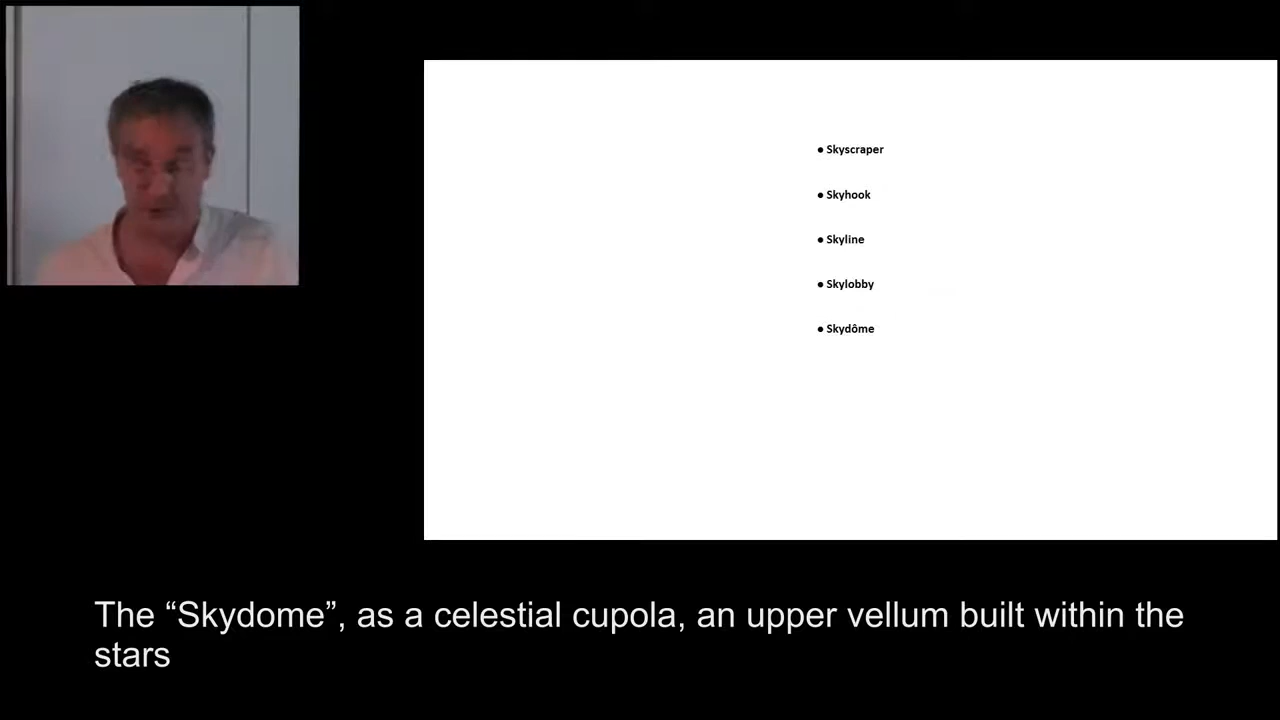 ● Skyscraper
● Skyhook
● Skyline
● Skylobby
● Skydôme
The “Skydome”, as a celestial cupola, an upper vellum built within the
stars